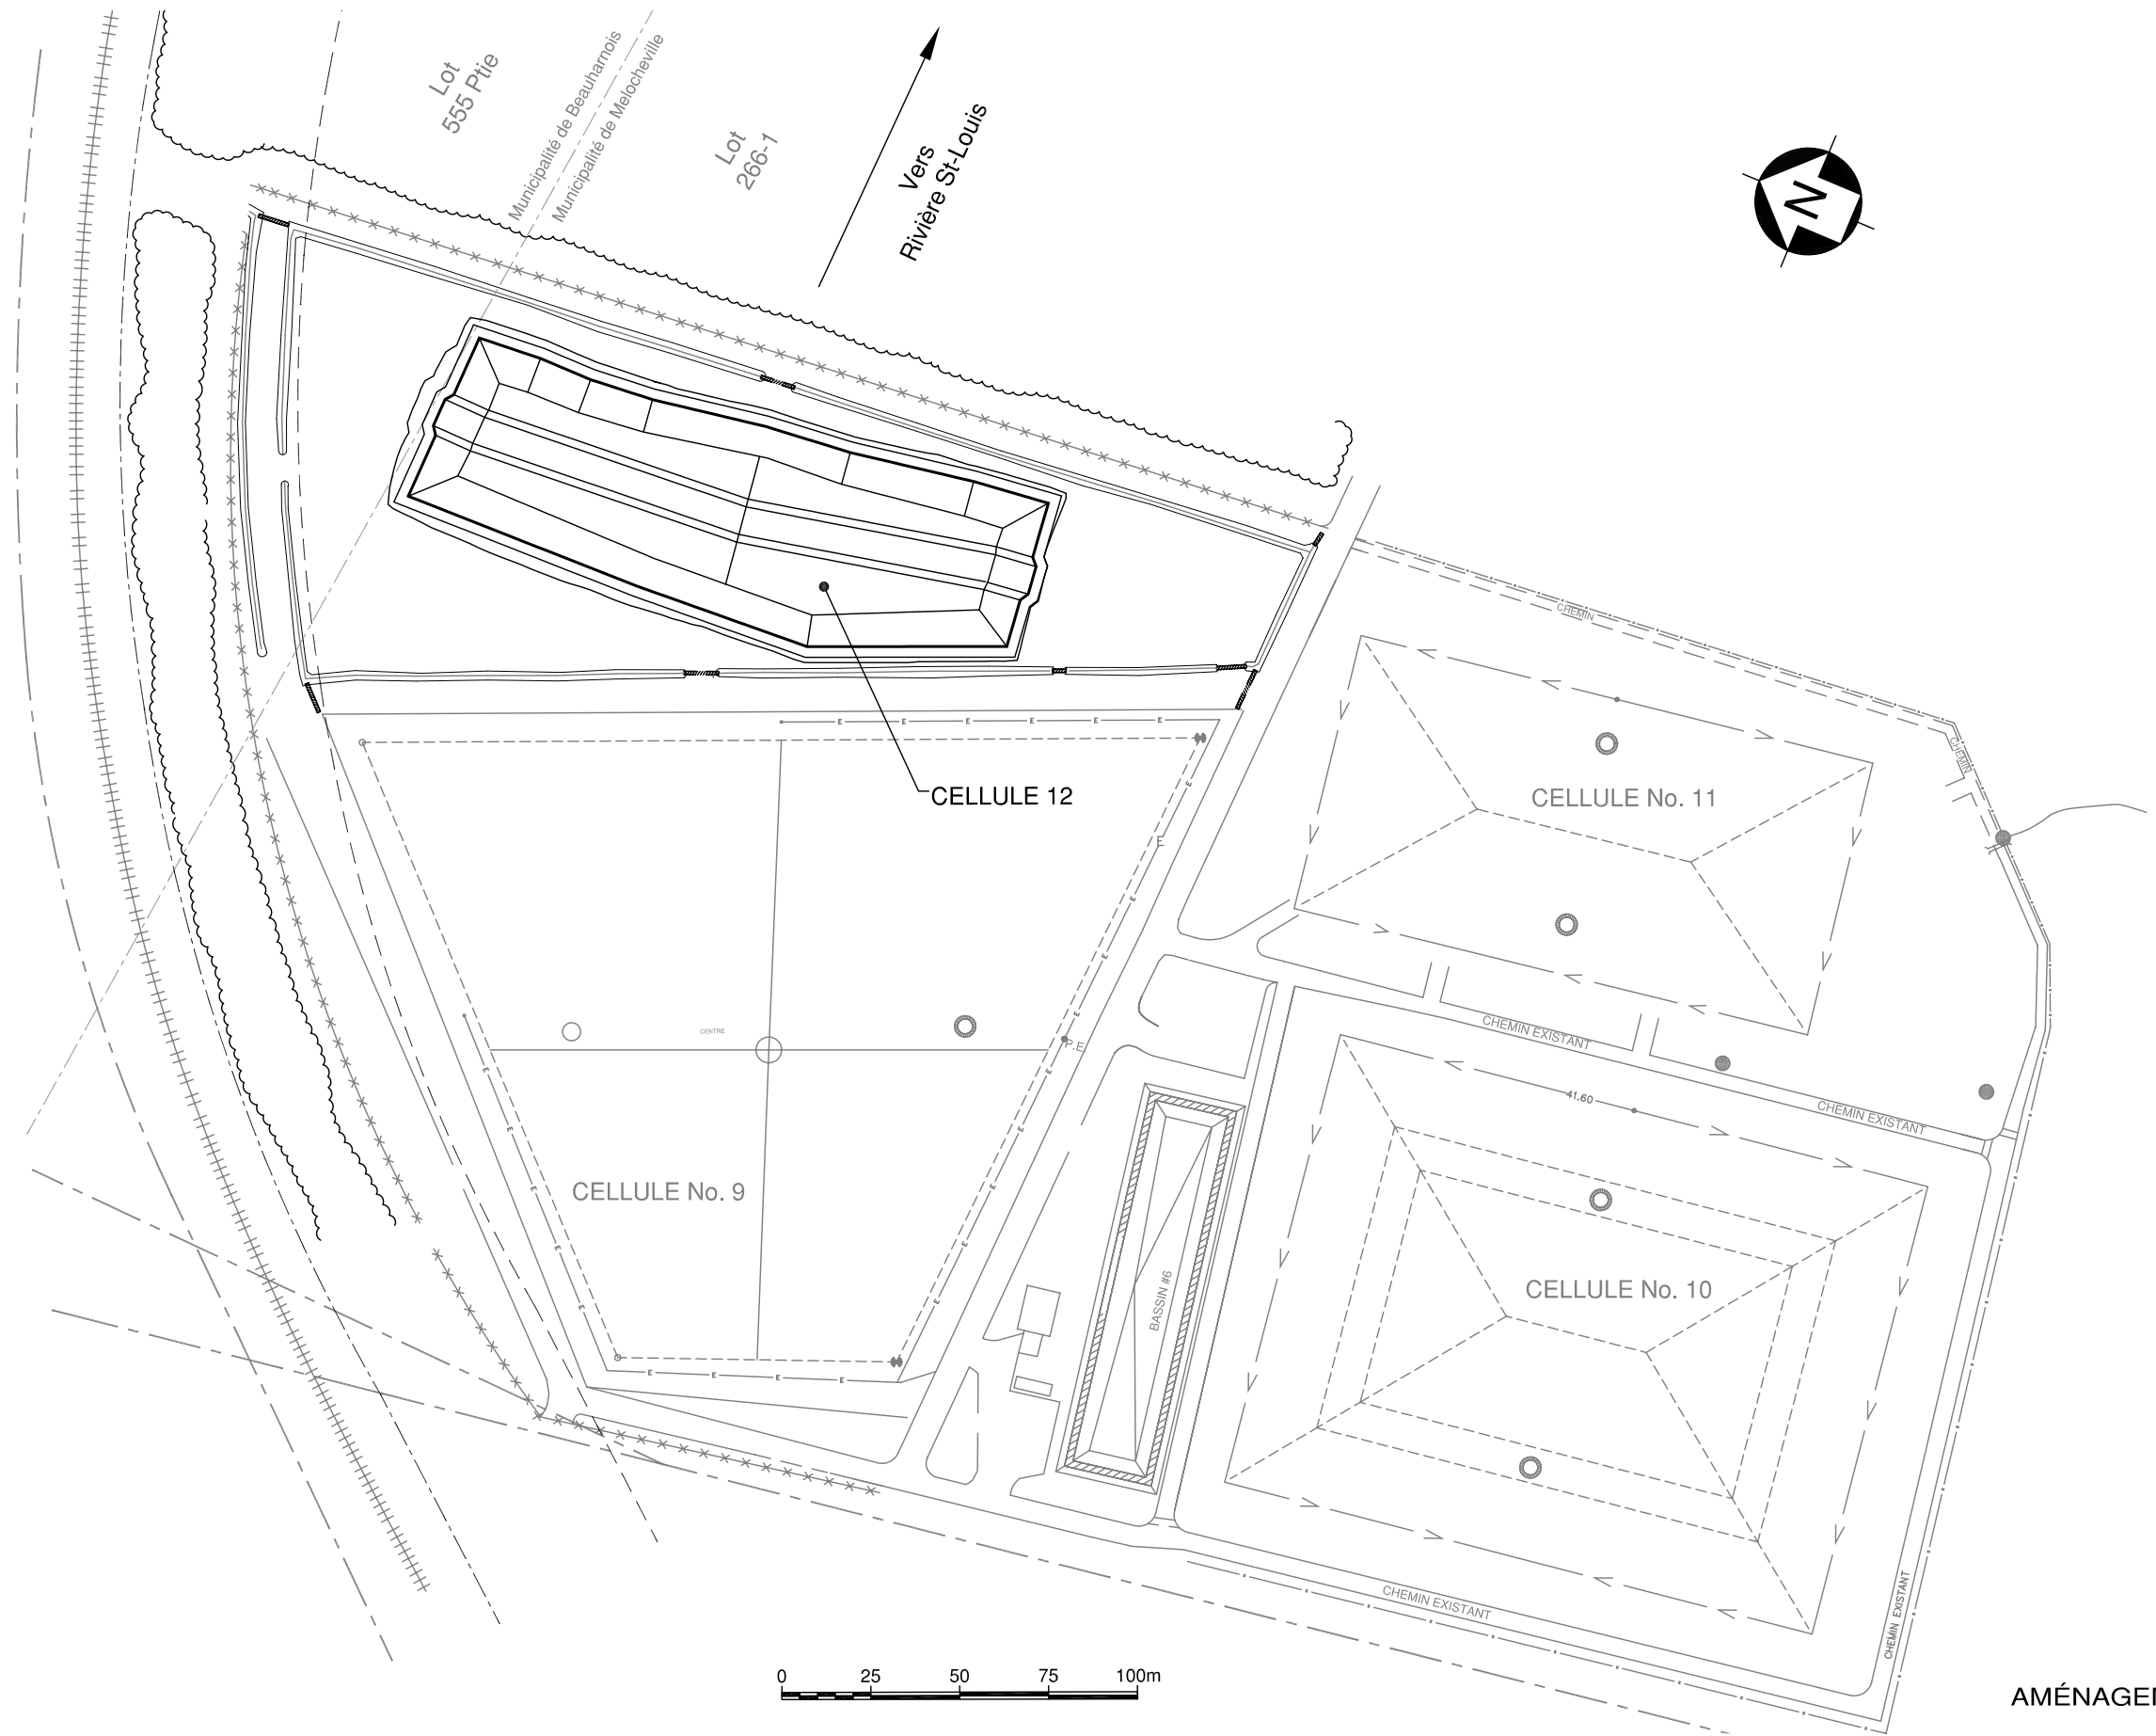 Lot
555 Ptie
Municipalité de Beauharnois
Municipalité de Melocheville
Lot
266-1
Vers
Rivière St-Louis
N
CHEMIN
CHEMIN
CELLULE 12
CELLULE No. 11
E E E E E E
E
E
E
E
E
E
E
E
E
E
E
CENTRE
P.E.
CHEMIN EXISTANT
41.60
CHEMIN EXISTANT
E
E
E
E
E
CELLULE No. 9
BASSIN #6
CELLULE No. 10
E E E E
CHEMIN EXISTANT
CHEMIN EXISTANT
0 25 50 75 100m